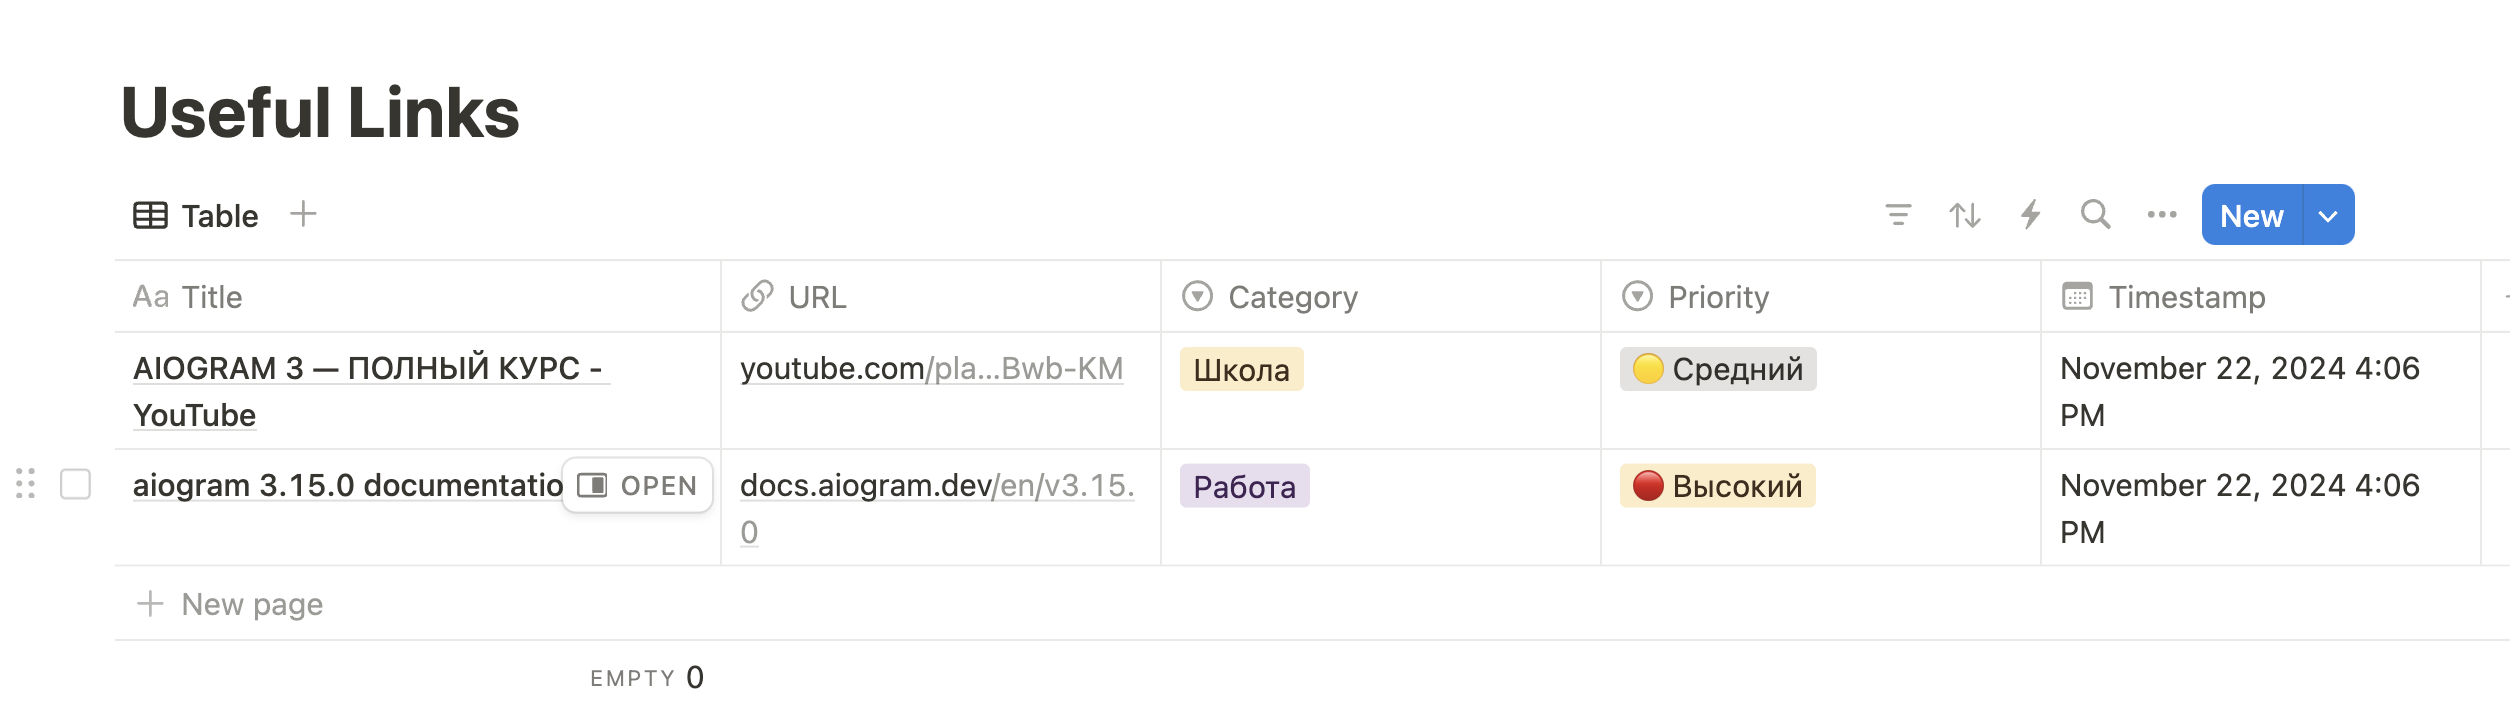 Useful Links
Table
New
Aa Title
URL
Category
Priority
Timestamp
AIOGRAM 3 — ПОЛНЫЙ КУРС -
YouTube
youtube.com/pla...Bwb-KM
Школа
Средний
November 22, 2024 4:06
PM
aiogram 3.15.0 documentatio
OPEN
docs.aiogram.dev/en/v3.15.
0
Работа
Высокий
November 22, 2024 4:06
PM
New page
EMPTY 0